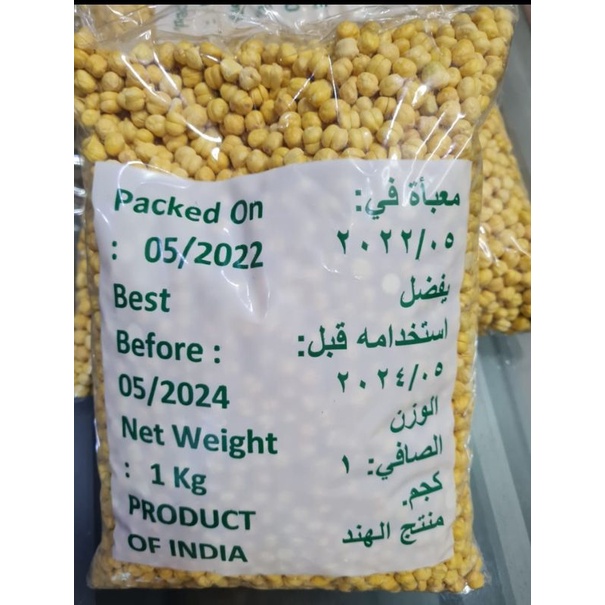 Packed On
: 05/2022
Best
Before :
05/2024
Net Weight
: 1 Kg
PRODUCT
OF INDIA
معبأة في:
٢٠٢٢/٠٥
يفضل
استخدامه قبل:
٢٠٢٤/٠٥
الوزن
الصافي: ١
كجم.
منتج الهند